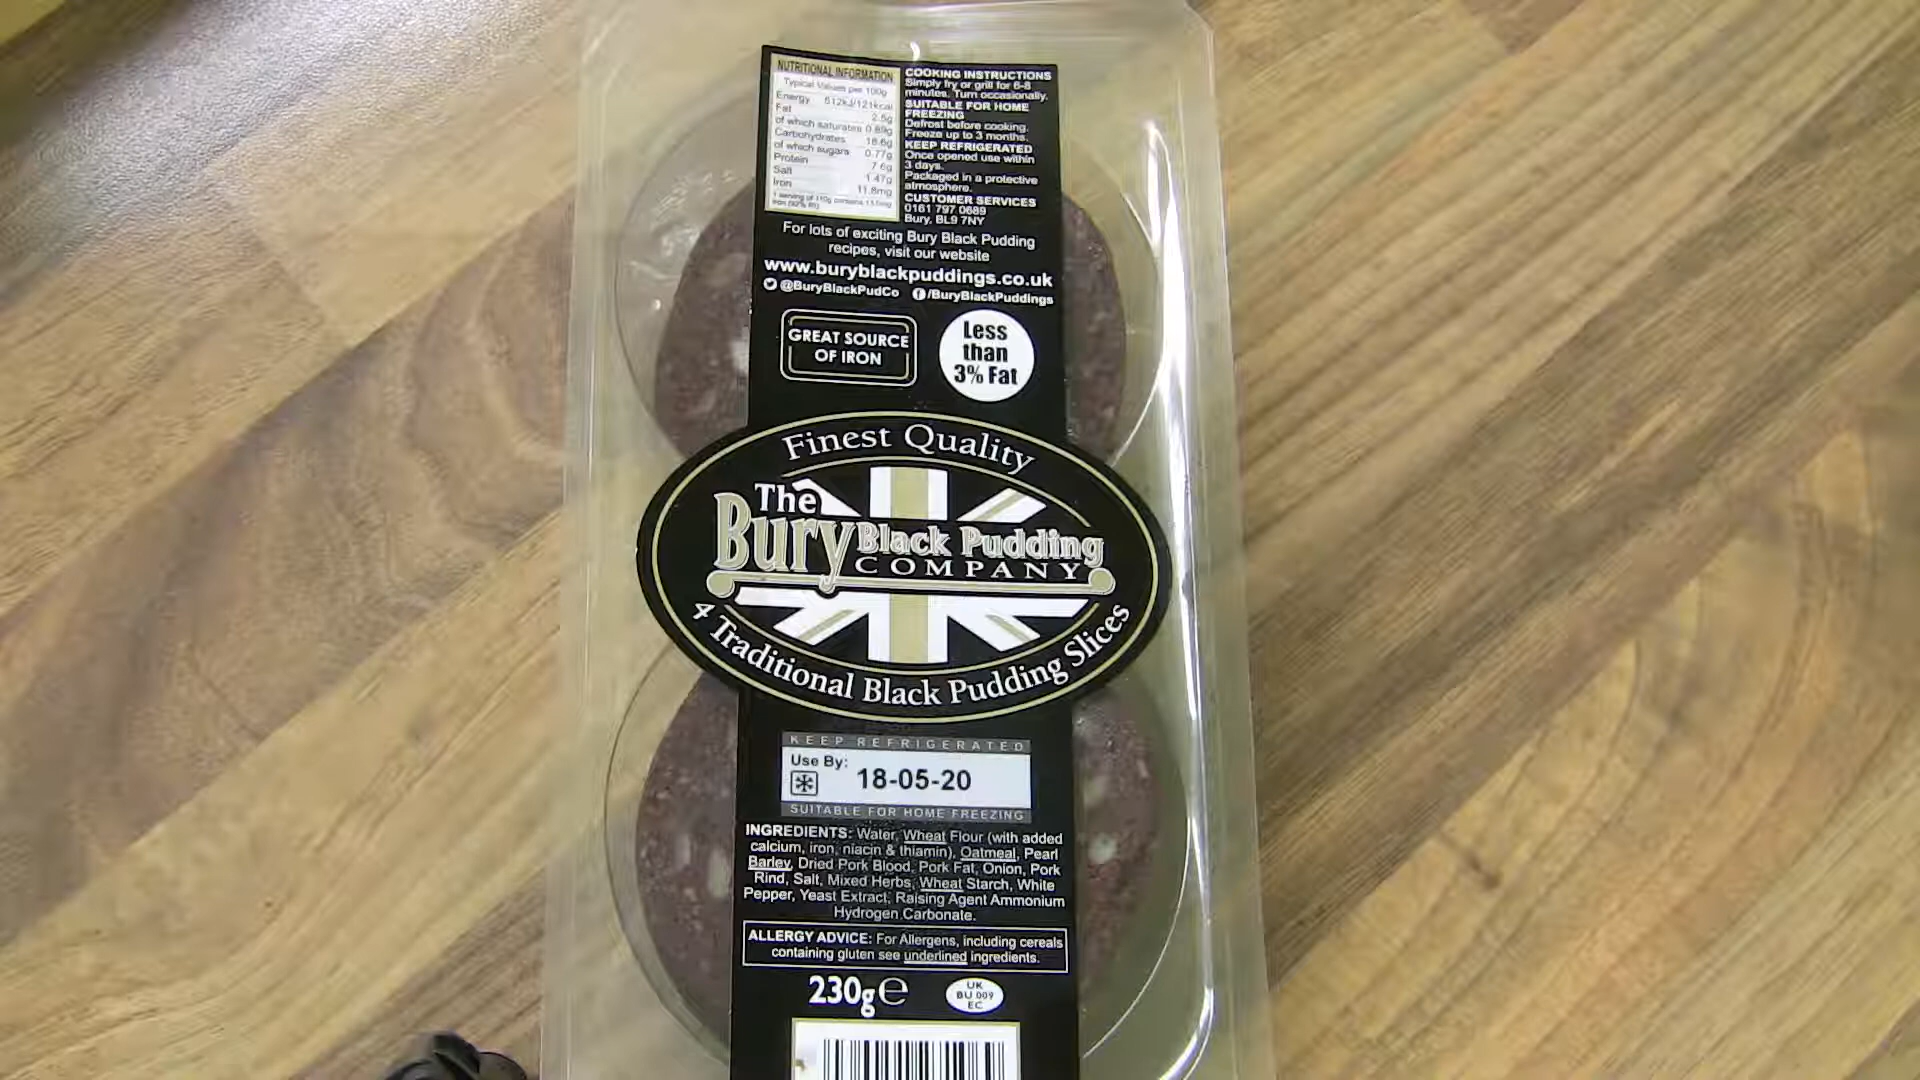 NUTRITIONAL INFORMATION
Typical Values per 100g
Energy 512kJ/121kcal
Fat 2.5g
of which saturates 0.89g
Carbohydrates 16.6g
of which sugars 0.77g
Protein 7.6g
Salt 1.47g
Iron 11.8mg
1 serving of 110g contains
COOKING INSTRUCTIONS
Simply fry or grill for 6-8
minutes. Turn occasionally.
SUITABLE FOR HOME
FREEZING
Defrost before cooking.
Freeze up to 3 months.
KEEP REFRIGERATED
Once opened use within
3 days.
Packaged in a protective
atmosphere.
CUSTOMER SERVICES
0161 797 0689
Bury, BL9 7NY
For lots of exciting Bury Black Pudding
recipes, visit our website
www.buryblackpuddings.co.uk
@BuryBlackPudCo /BuryBlackPuddings
GREAT SOURCE
OF IRON
Less
than
3% Fat
Finest Quality
The
Bury Black Pudding
COMPANY
4 Traditional Black Pudding Slices
KEEP REFRIGERATED
Use By:
18-05-20
SUITABLE FOR HOME FREEZING
INGREDIENTS: Water, Wheat Flour (with added
calcium, iron, niacin & thiamin), Oatmeal, Pearl
Barley, Dried Pork Blood, Pork Fat, Onion, Pork
Rind, Salt, Mixed Herbs, Wheat Starch, White
Pepper, Yeast Extract, Raising Agent Ammonium
Hydrogen Carbonate.
ALLERGY ADVICE: For Allergens, including cereals
containing gluten see underlined ingredients.
230g℮
UK
BU 009
EC